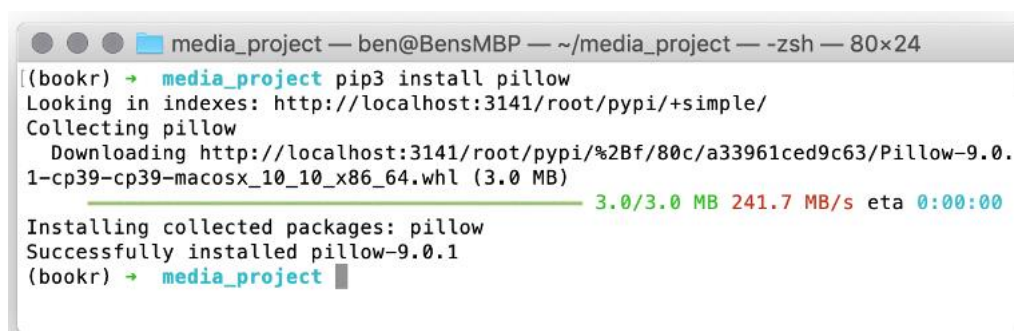 media_project — ben@BensMBP — ~/media_project — -zsh — 80×24
[(bookr) → media_project pip3 install pillow
Looking in indexes: http://localhost:3141/root/pypi/+simple/
Collecting pillow
Downloading http://localhost:3141/root/pypi/%2Bf/80c/a33961ced9c63/Pillow-9.0.
1-cp39-cp39-macosx_10_10_x86_64.whl (3.0 MB)
3.0/3.0 MB 241.7 MB/s eta 0:00:00
Installing collected packages: pillow
Successfully installed pillow-9.0.1
(bookr) → media_project